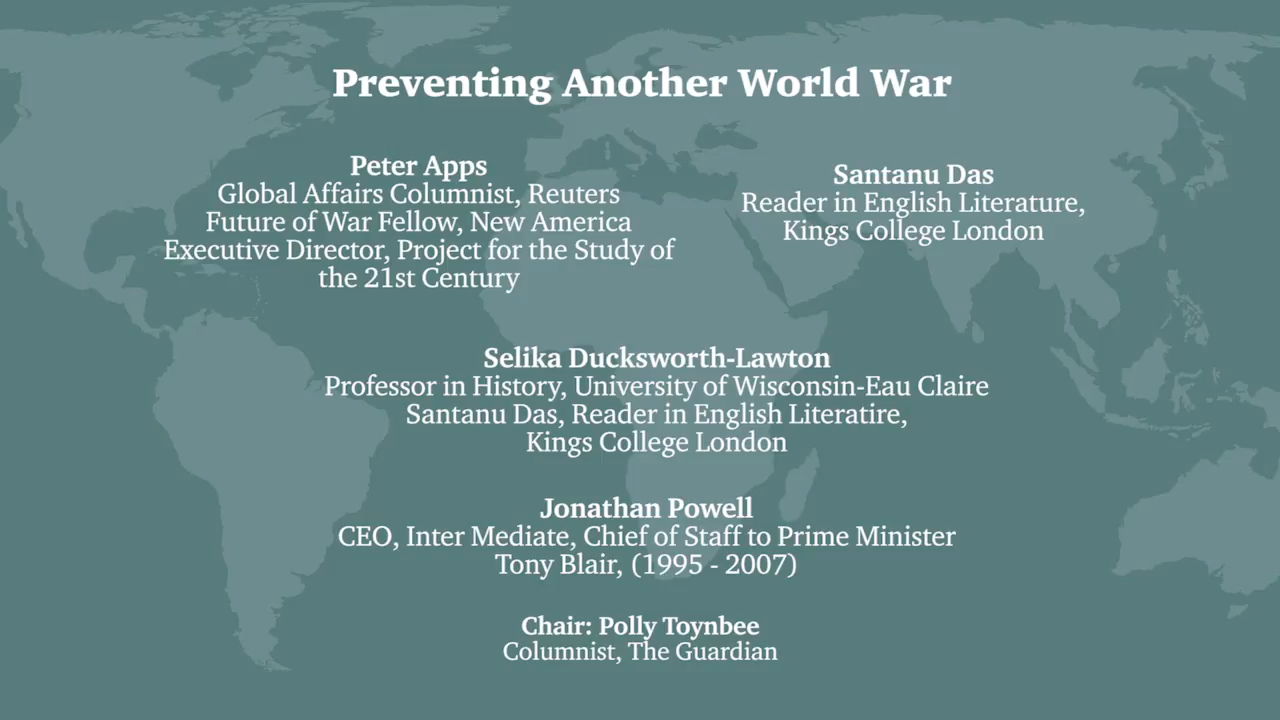 Preventing Another World War
Peter Apps
Global Affairs Columnist, Reuters
Future of War Fellow, New America
Executive Director, Project for the Study of
the 21st Century
Santanu Das
Reader in English Literature,
Kings College London
Selika Ducksworth-Lawton
Professor in History, University of Wisconsin-Eau Claire
Santanu Das, Reader in English Literatire,
Kings College London
Jonathan Powell
CEO, Inter Mediate, Chief of Staff to Prime Minister
Tony Blair, (1995 - 2007)
Chair: Polly Toynbee
Columnist, The Guardian